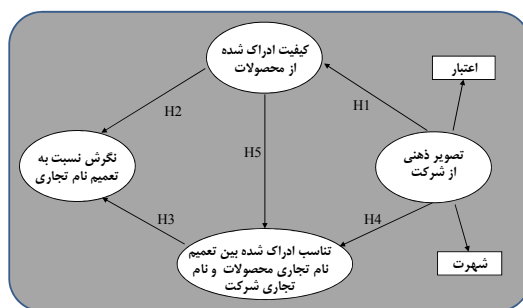 کیفیت ادراک شده
از محصولات
اعتبار
H1
H2
تصویر ذهنی
از شرکت
H5
نگرش نسبت به
تعمیم نام تجاری
H4
H3
تناسب ادراک شده بین تعمیم
نام تجاری محصولات و نام
تجاری شرکت
شهرت